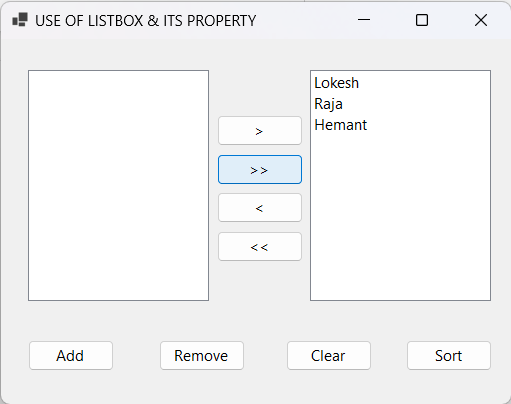 USE OF LISTBOX & ITS PROPERTY
Lokesh
Raja
Hemant
>
>>
<
<<
Add
Remove
Clear
Sort